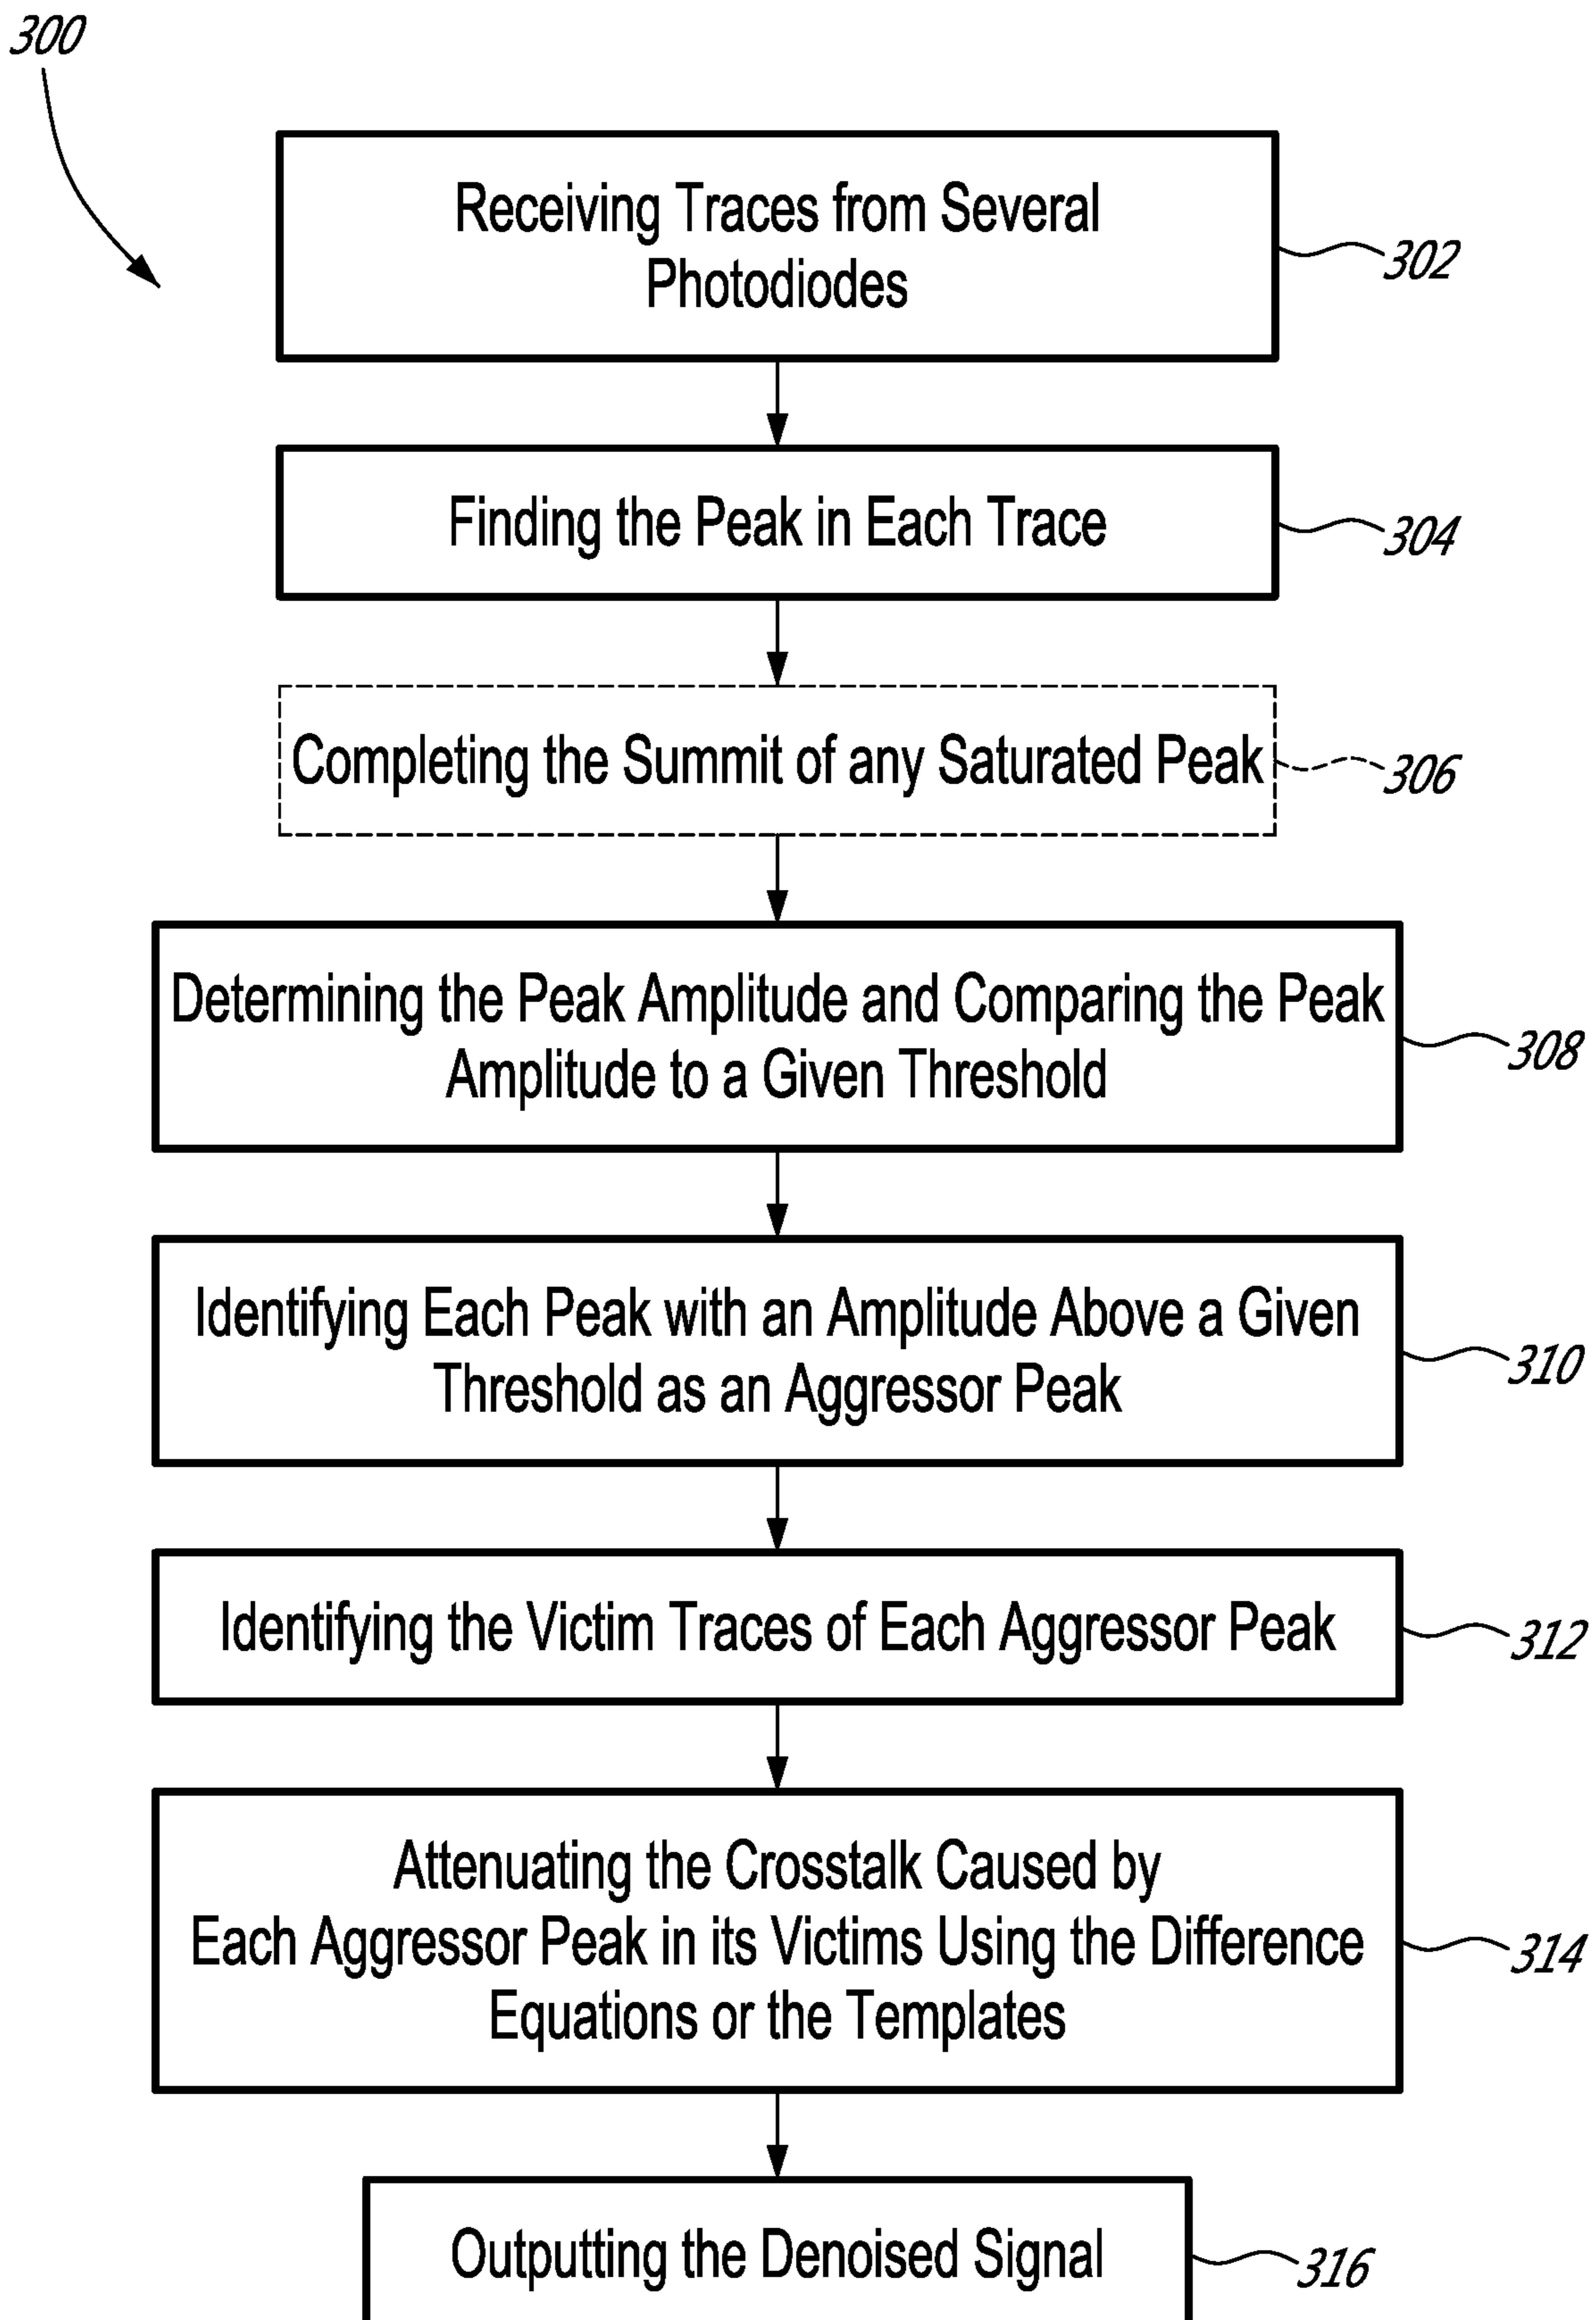 300
Receiving Traces from Several
Photodiodes
302
Finding the Peak in Each Trace
304
Completing the Summit of any Saturated Peak
306
Determining the Peak Amplitude and Comparing the Peak
Amplitude to a Given Threshold
308
Identifying Each Peak with an Amplitude Above a Given
Threshold as an Aggressor Peak
310
Identifying the Victim Traces of Each Aggressor Peak
312
Attenuating the Crosstalk Caused by
Each Aggressor Peak in its Victims Using the Difference
Equations or the Templates
314
Outputting the Denoised Signal
316